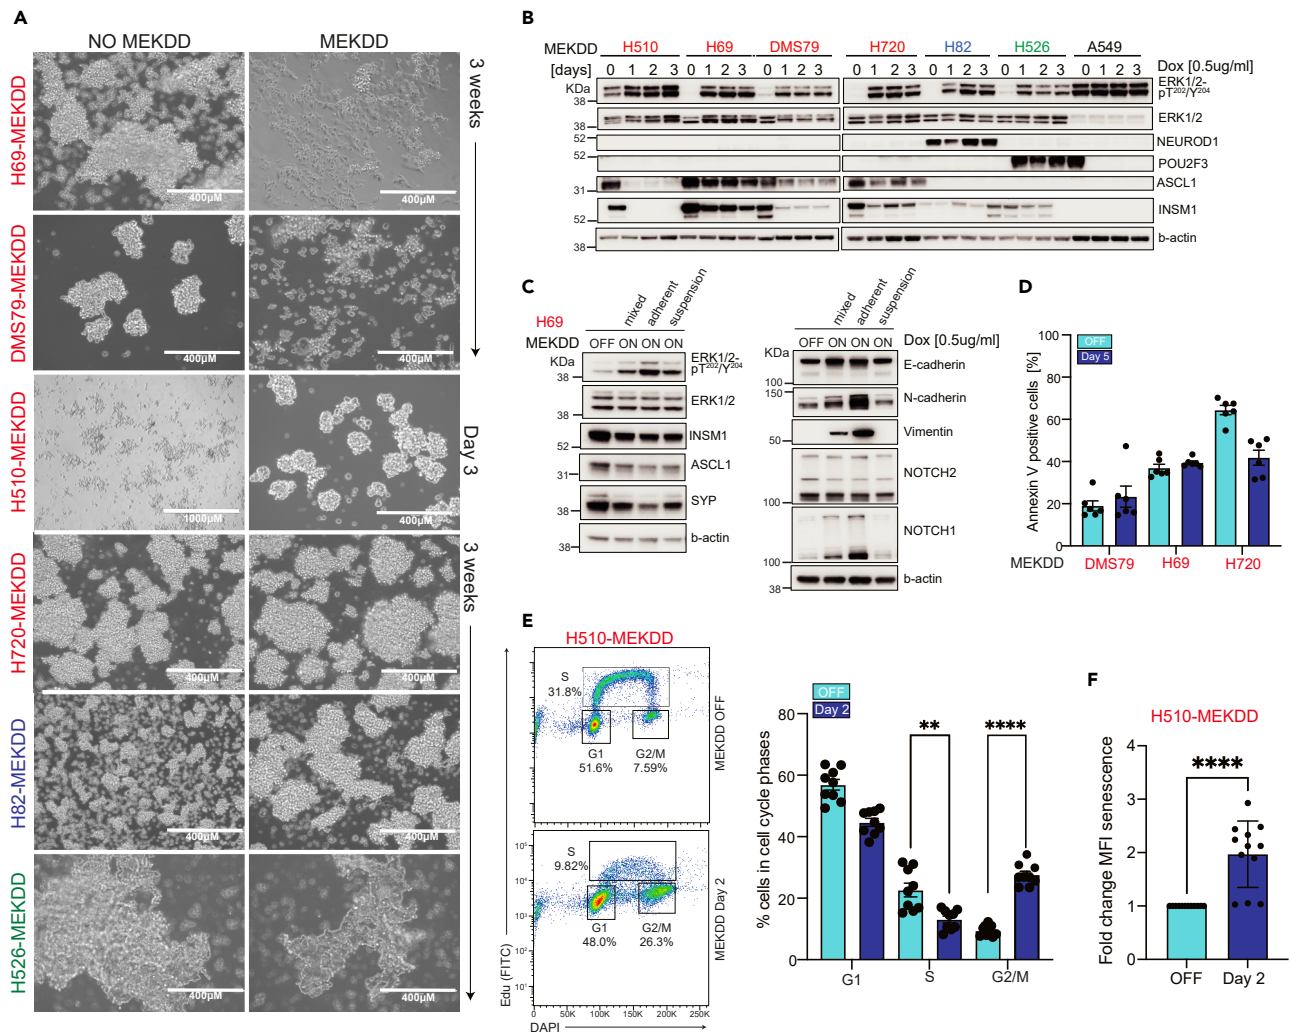 A
NO MEKDD
MEKDD
H69-MEKDD
400µM
400µM
3 weeks
DMS79-MEKDD
400µM
400µM
H510-MEKDD
1000µM
400µM
Day 3
H720-MEKDD
400µM
400µM
3 weeks
H82-MEKDD
400µM
400µM
H526-MEKDD
400µM
400µM
B
MEKDD
H510
H69
DMS79
H720
H82
H526
A549
[days]
0 1 2 3 0 1 2 3 0 1 2 3 0 1 2 3 0 1 2 3 0 1 2 3 0 1 2 3
Dox [0.5ug/ml]
KDa
38
ERK1/2-
pT202/Y204
38
ERK1/2
52
NEUROD1
52
POU2F3
31
ASCL1
52
INSM1
38
b-actin
C
H69
mixed
adherent
suspension
MEKDD
OFF ON ON ON
KDa
38
ERK1/2-
pT202/Y204
38
ERK1/2
52
INSM1
31
ASCL1
38
SYP
38
b-actin
mixed
adherent
suspension
OFF ON ON ON
Dox [0.5ug/ml]
KDa
100
E-cadherin
150
N-cadherin
50
Vimentin
100
NOTCH2
100
NOTCH1
38
b-actin
D
Annexin V positive cells [%]
100
80
60
40
20
0
OFF
Day 5
MEKDD
DMS79
H69
H720
E
H510-MEKDD
S
31.8%
G1
51.6%
G2/M
7.59%
0 50K 100K 150K 200K 250K
MEKDD OFF
S
9.82%
G1
48.0%
G2/M
26.3%
10⁵
10⁴
10³
10²
10¹
0 50K 100K 150K 200K 250K
MEKDD Day 2
Edu (FITC)
DAPI
% cells in cell cycle phases
80
60
40
20
0
OFF
Day 2
**
****
G1
S
G2/M
F
H510-MEKDD
Fold change MFI senescence
4
3
2
1
0
****
OFF
Day 2